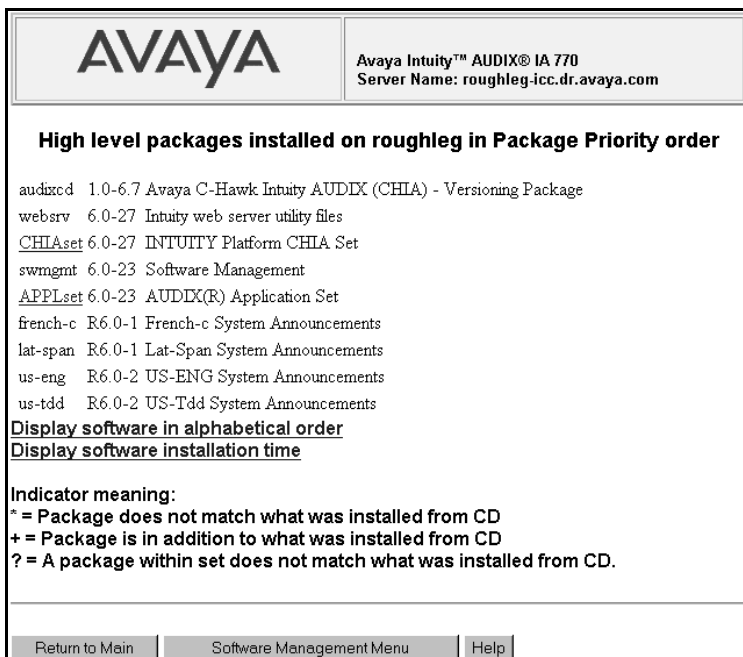 AVAYA
Avaya Intuity™ AUDIX® IA 770
Server Name: roughleg-icc.dr.avaya.com
High level packages installed on roughleg in Package Priority order
audixcd 1.0-6.7 Avaya C-Hawk Intuity AUDIX (CHIA) - Versioning Package
websrv 6.0-27 Intuity web server utility files
CHIAset 6.0-27 INTUITY Platform CHIA Set
swmgmt 6.0-23 Software Management
APPLset 6.0-23 AUDIX(R) Application Set
french-c R6.0-1 French-c System Announcements
lat-span R6.0-1 Lat-Span System Announcements
us-eng R6.0-2 US-ENG System Announcements
us-tdd R6.0-2 US-Tdd System Announcements
Display software in alphabetical order
Display software installation time
Indicator meaning:
* = Package does not match what was installed from CD
+ = Package is in addition to what was installed from CD
? = A package within set does not match what was installed from CD.
Return to Main Software Management Menu Help